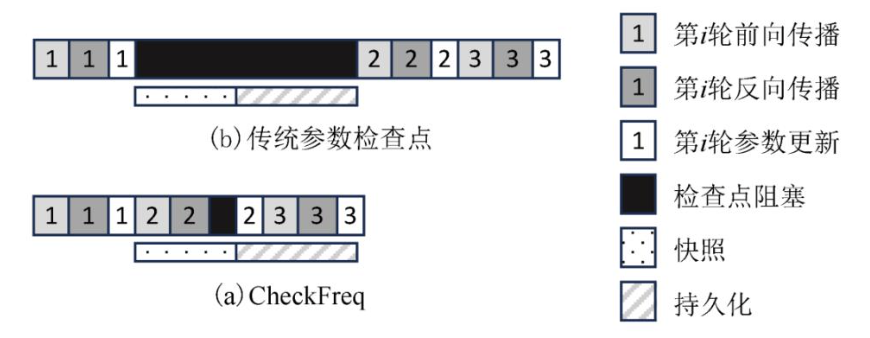 1 1 1 2 2 2 3 3 3
(b)传统参数检查点
1 1 1 2 2 2 3 3 3
(a)CheckFreq
1 第i轮前向传播
1 第i轮反向传播
1 第i轮参数更新
检查点阻塞
快照
持久化